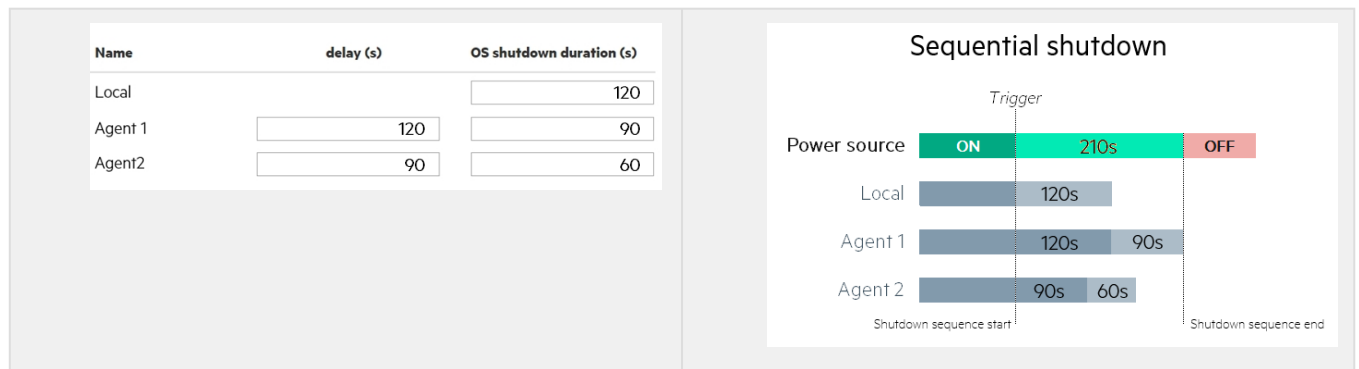 Name delay (s) OS shutdown duration (s)
Local 120
Agent 1 120 90
Agent2 90 60
Sequential shutdown
Trigger
Power source ON 210s OFF
Local 120s
Agent 1 120s 90s
Agent 2 90s 60s
Shutdown sequence start Shutdown sequence end